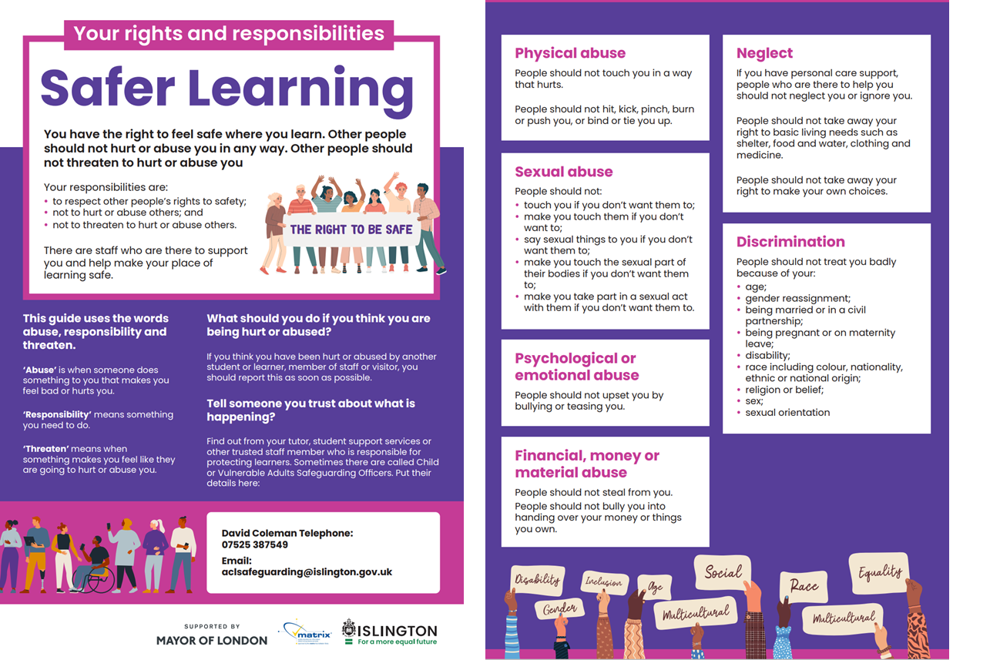 Your rights and responsibilities
Safer Learning
You have the right to feel safe where you learn. Other people
should not hurt or abuse you in any way. Other people should
not threaten to hurt or abuse you
Your responsibilities are:
• to respect other people's rights to safety;
• not to hurt or abuse others; and
• not to threaten to hurt or abuse others.
There are staff who are there to support
you and help make your place of
learning safe.
THE RIGHT TO BE SAFE
This guide uses the words
abuse, responsibility and
threaten.
'Abuse' is when someone does
something to you that makes you
feel bad or hurts you.
'Responsibility' means something
you need to do.
'Threaten' means when
something makes you feel like they
are going to hurt or abuse you.
What should you do if you think you are
being hurt or abused?
If you think you have been hurt or abused by another
student or learner, member of staff or visitor, you
should report this as soon as possible.
Tell someone you trust about what is
happening?
Find out from your tutor, student support services or
other trusted staff member who is responsible for
protecting learners. Sometimes there are called Child
or Vulnerable Adults Safeguarding Officers. Put their
details here:
David Coleman Telephone:
07525 387549
Email:
aclsafeguarding@islington.gov.uk
SUPPORTED BY
MAYOR OF LONDON
matrix
ISLINGTON
For a more equal future
Physical abuse
People should not touch you in a way
that hurts.
People should not hit, kick, pinch, burn
or push you, or bind or tie you up.
Sexual abuse
People should not:
• touch you if you don't want them to;
• make you touch them if you don't
want to;
• say sexual things to you if you don't
want them to;
• make you touch the sexual part of
their bodies if you don't want them
to;
• make you take part in a sexual act
with them if you don't want them to.
Psychological or
emotional abuse
People should not upset you by
bullying or teasing you.
Financial, money or
material abuse
People should not steal from you.
People should not bully you into
handing over your money or things
you own.
Neglect
If you have personal care support,
people who are there to help you
should not neglect you or ignore you.
People should not take away your
right to basic living needs such as
shelter, food and water, clothing and
medicine.
People should not take away your
right to make your own choices.
Discrimination
People should not treat you badly
because of your:
• age;
• gender reassignment;
• being married or in a civil
partnership;
• being pregnant or on maternity
leave;
• disability;
• race including colour, nationality,
ethnic or national origin;
• religion or belief;
• sex;
• sexual orientation
Disability
Gender
Inclusion
Age
Multicultural
Social
Race
Multicultural
Equality